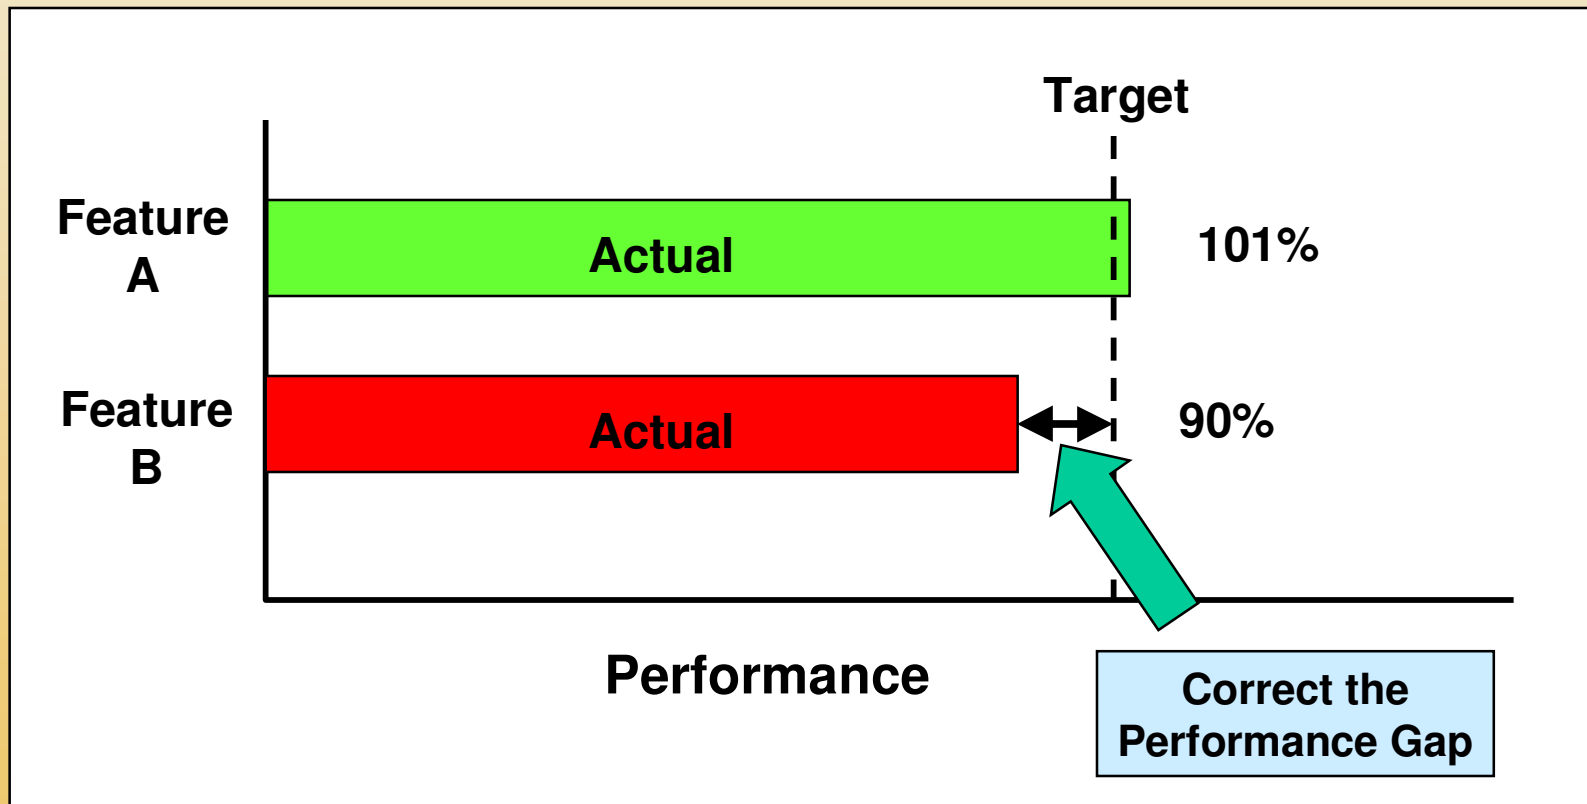 Target
Feature
A
Actual
101%
Feature
B
Actual
90%
Performance
Correct the
Performance Gap